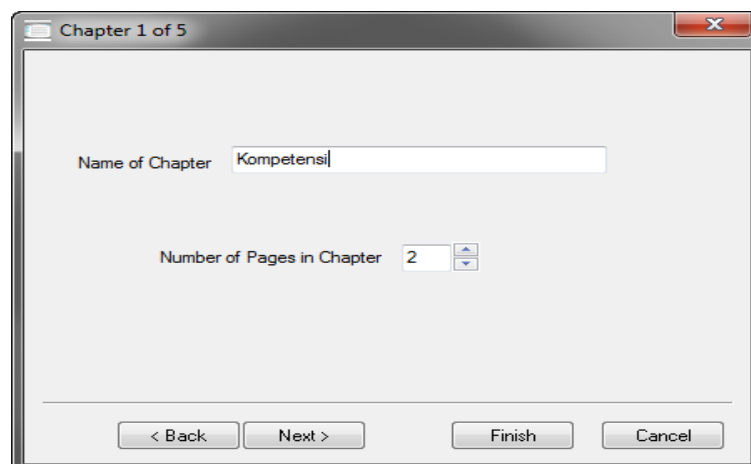 Chapter 1 of 5
Name of Chapter Kompetensi
Number of Pages in Chapter 2
< Back Next > Finish Cancel